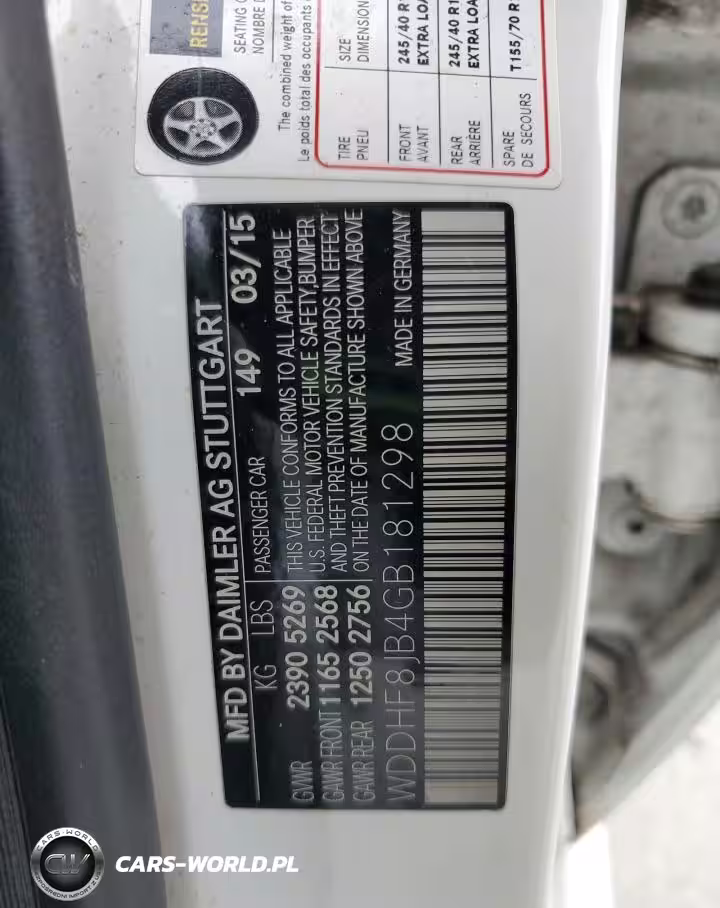 RENSE
SEATING
NOMBRE D
The combined weight of
Le poids total des occupants
TIRE
PNEU
SIZE
DIMENSION
FRONT
AVANT
245/40 R1
EXTRA LOA
REAR
ARRIÈRE
245/40 R1
EXTRA LOA
SPARE
DE SECOURS
T155/70 R1
MFD BY DAIMLER AG STUTTGART
KG LBS PASSENGER CAR 149 03/15
GVWR 2390 5269 THIS VEHICLE CONFORMS TO ALL APPLICABLE
GAWR FRONT 1165 2568 U.S. FEDERAL MOTOR VEHICLE SAFETY,BUMPER,
GAWR REAR 1250 2756 AND THEFT PREVENTION STANDARDS IN EFFECT
ON THE DATE OF MANUFACTURE SHOWN ABOVE
WDDHF8JB4GB181298 MADE IN GERMANY
CW
CARS-WORLD.PL